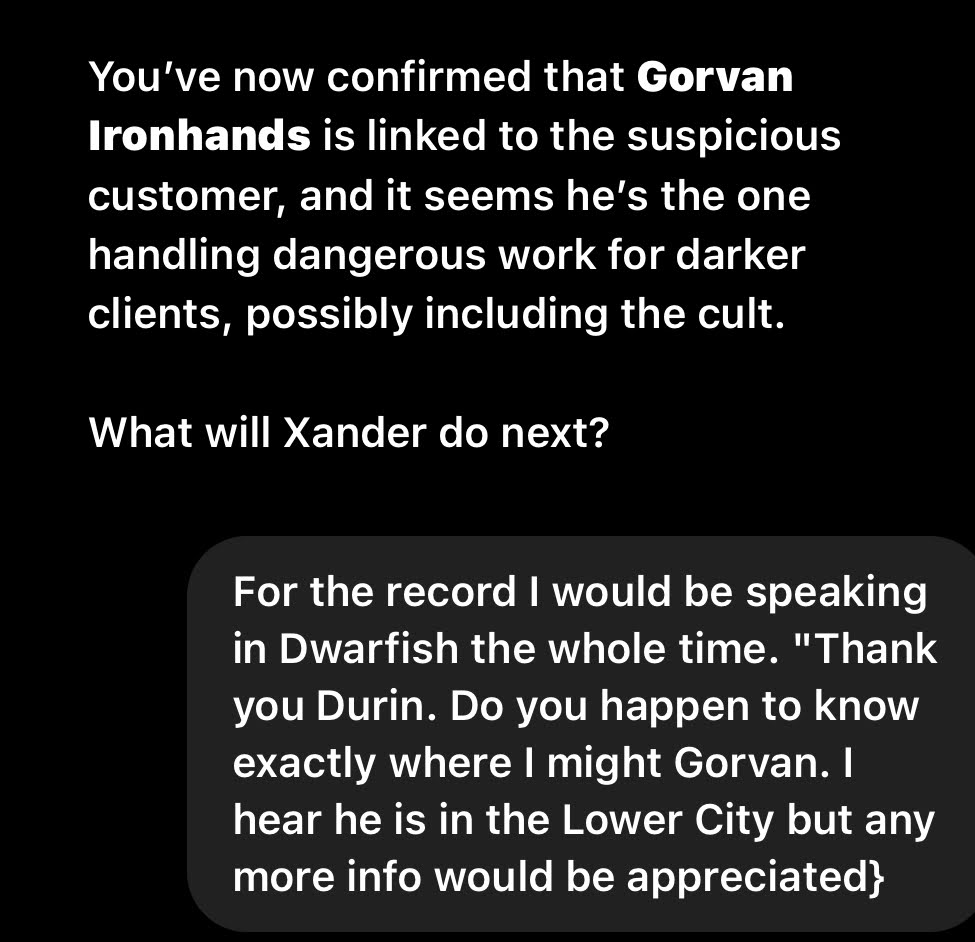 You’ve now confirmed that Gorvan
Ironhands is linked to the suspicious
customer, and it seems he’s the one
handling dangerous work for darker
clients, possibly including the cult.
What will Xander do next?
For the record I would be speaking
in Dwarfish the whole time. "Thank
you Durin. Do you happen to know
exactly where I might Gorvan. I
hear he is in the Lower City but any
more info would be appreciated}